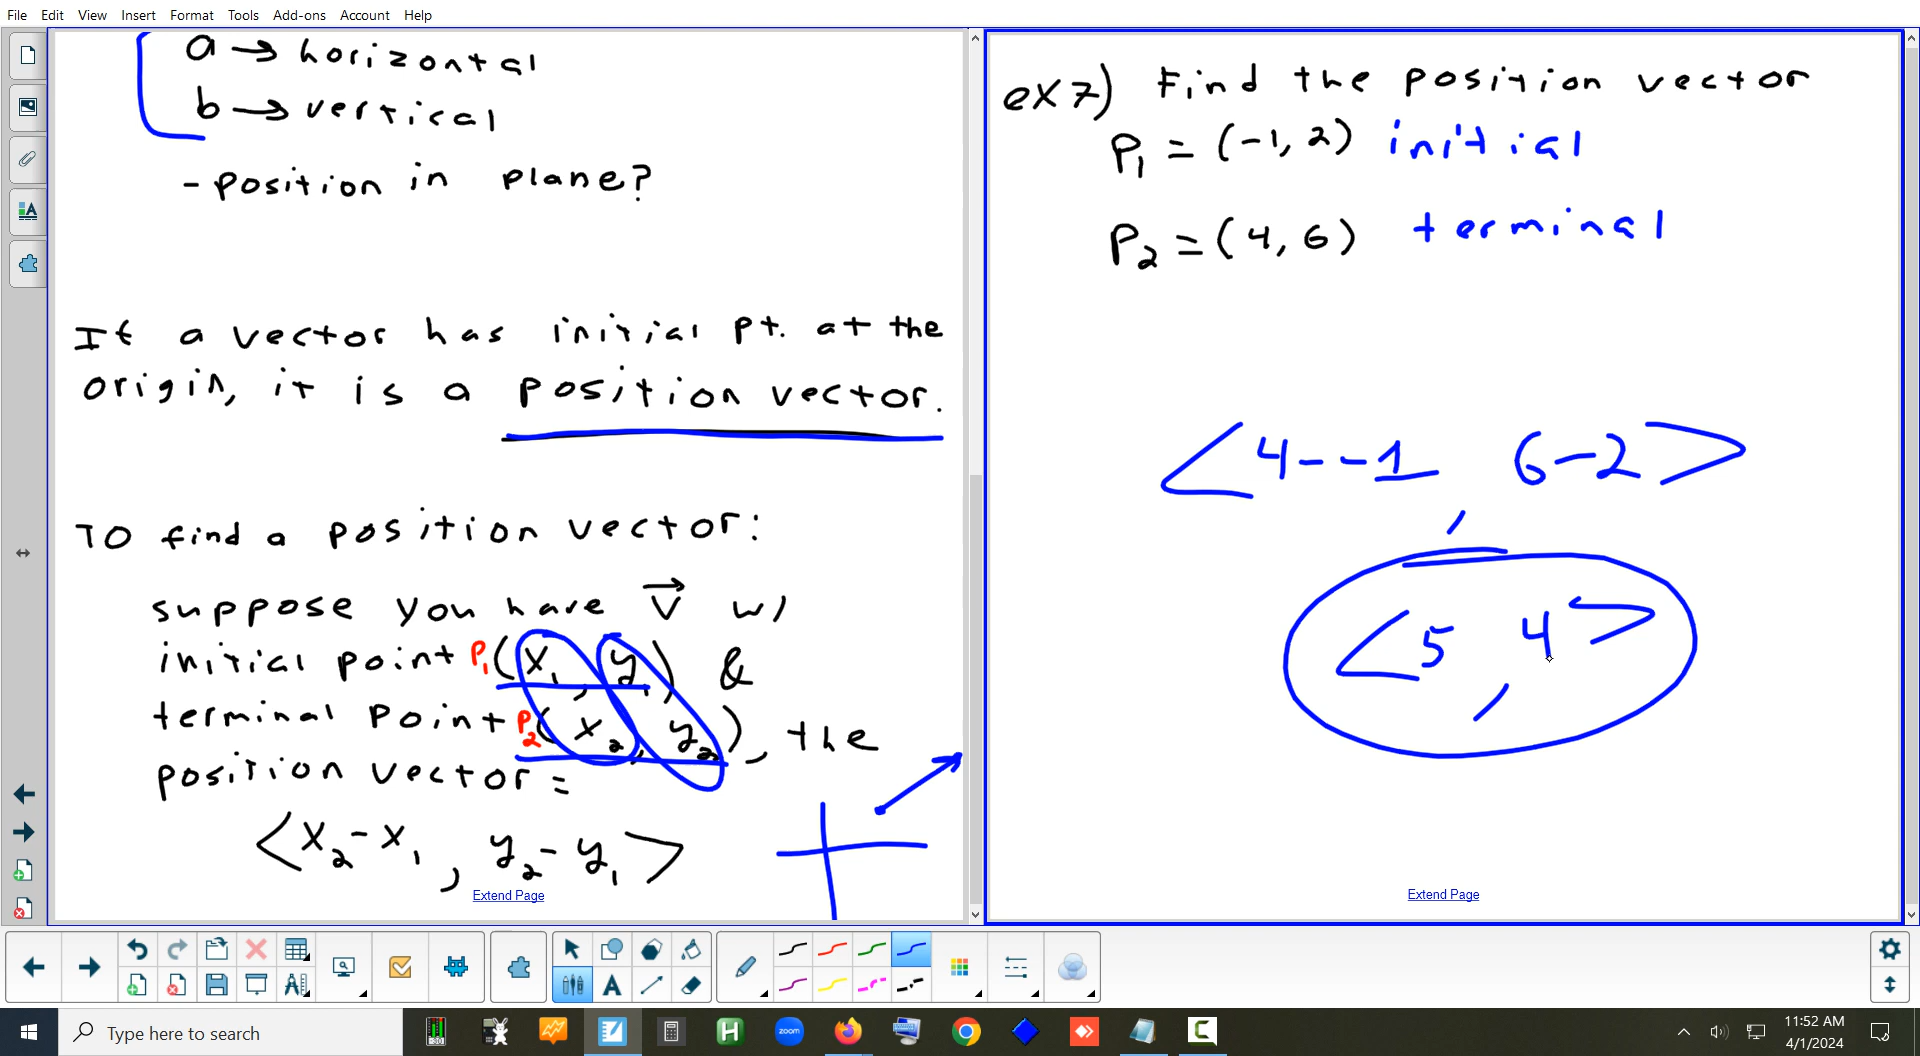 File Edit View Insert Format Tools Add-ons Account Help
a → horizontal
b → vertical
- position in plane?
If a vector has initial pt. at the
origin, it is a position vector.
To find a position vector:
suppose you have v w/
initial point P1 (x1, y1) &
terminal point P2 (x2, y2), the
position vector =
<x2 - x1, y2 - y1>
Extend Page
ex 7) Find the position vector
P1 = (-1, 2) initial
P2 = (4, 6) terminal
<4 - -1, 6 - 2>
<5, 4>
Extend Page
A
Type here to search
H
zoom
C
11:52 AM
4/1/2024